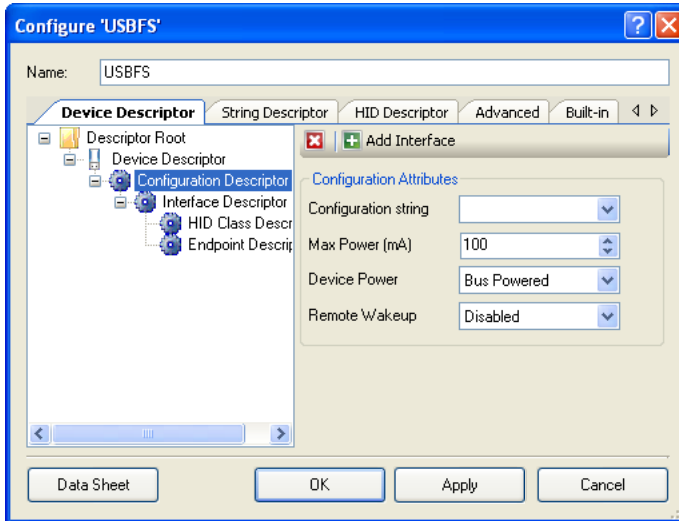 Configure 'USBFS'
Name: USBFS
Device Descriptor String Descriptor HID Descriptor Advanced Built-in
Descriptor Root
Device Descriptor
Configuration Descriptor
Interface Descriptor
HID Class Descr
Endpoint Descrip
Add Interface
Configuration Attributes
Configuration string
Max Power (mA) 100
Device Power Bus Powered
Remote Wakeup Disabled
Data Sheet OK Apply Cancel